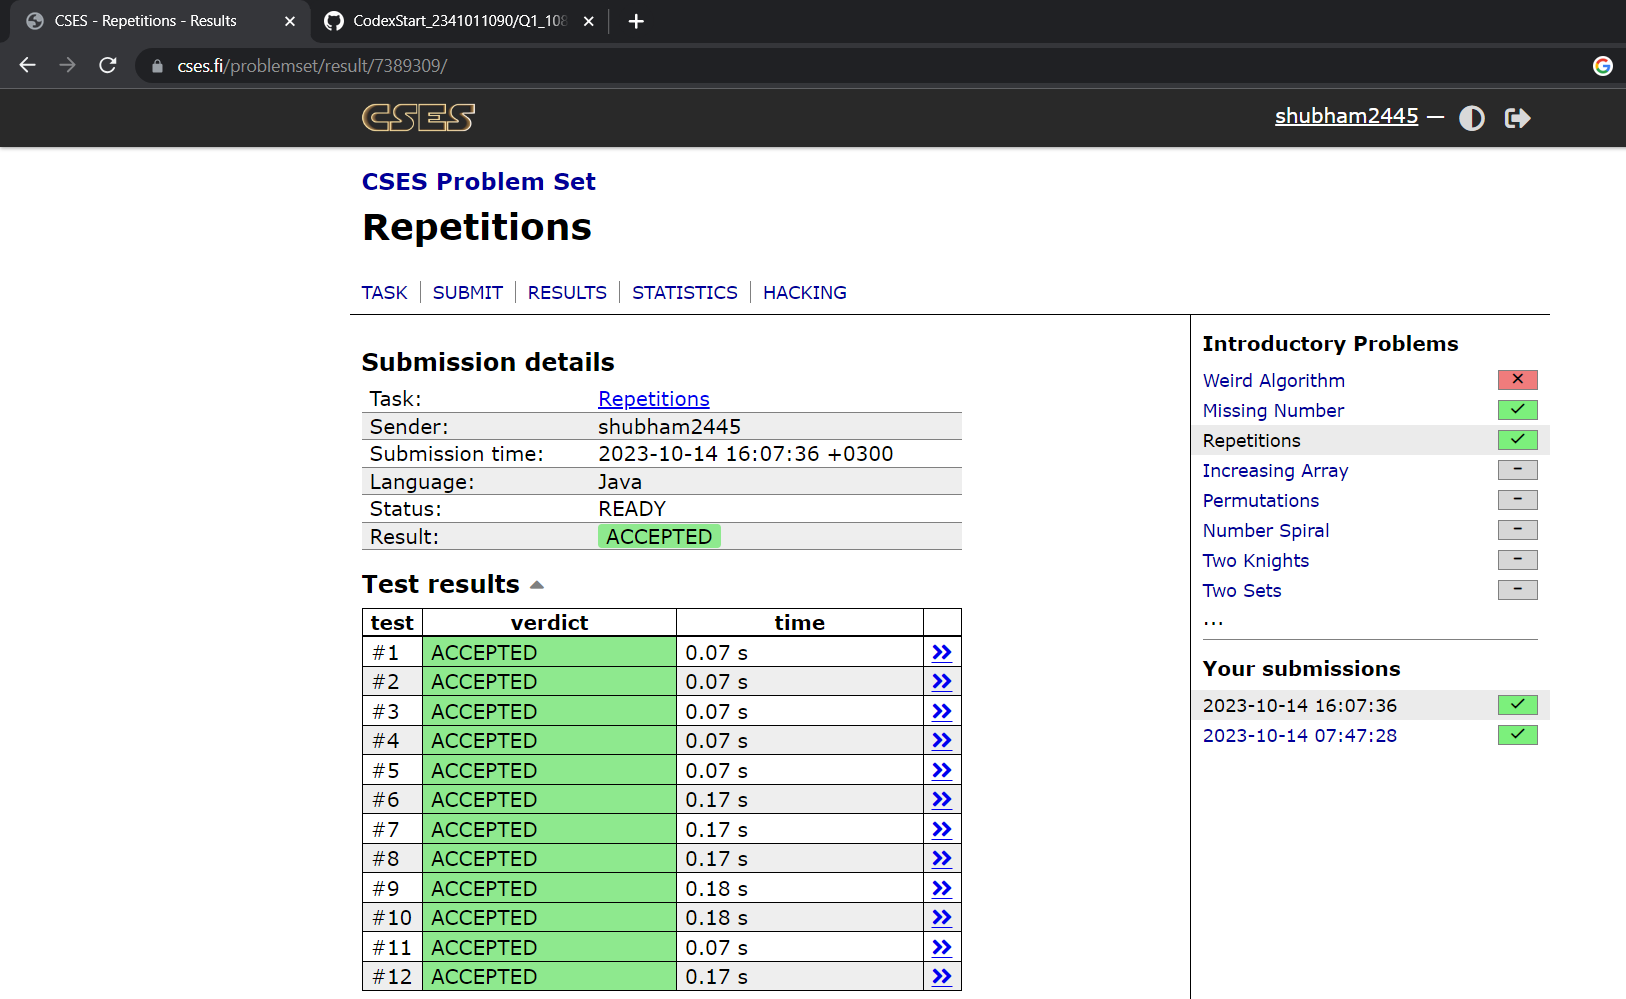 CSES - Repetitions - Results
CodexStart_2341011090/Q1_108
cses.fi/problemset/result/7389309/
CSES
shubham2445 —
CSES Problem Set
Repetitions
TASK | SUBMIT | RESULTS | STATISTICS | HACKING
Submission details
Task: Repetitions
Sender: shubham2445
Submission time: 2023-10-14 16:07:36 +0300
Language: Java
Status: READY
Result: ACCEPTED
Test results
test verdict time
#1 ACCEPTED 0.07 s
#2 ACCEPTED 0.07 s
#3 ACCEPTED 0.07 s
#4 ACCEPTED 0.07 s
#5 ACCEPTED 0.07 s
#6 ACCEPTED 0.17 s
#7 ACCEPTED 0.17 s
#8 ACCEPTED 0.17 s
#9 ACCEPTED 0.18 s
#10 ACCEPTED 0.18 s
#11 ACCEPTED 0.07 s
#12 ACCEPTED 0.17 s
Introductory Problems
Weird Algorithm
Missing Number
Repetitions
Increasing Array
Permutations
Number Spiral
Two Knights
Two Sets
...
Your submissions
2023-10-14 16:07:36
2023-10-14 07:47:28